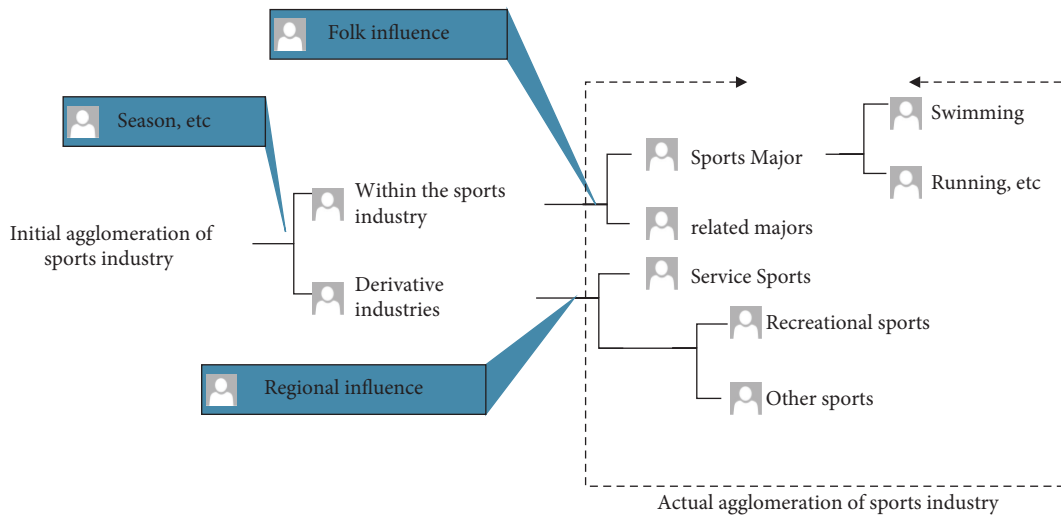 Folk influence
Season, etc
Swimming
Sports Major
Running, etc
Within the sports
industry
Initial agglomeration of
sports industry
related majors
Service Sports
Derivative
industries
Recreational sports
Regional influence
Other sports
Actual agglomeration of sports industry